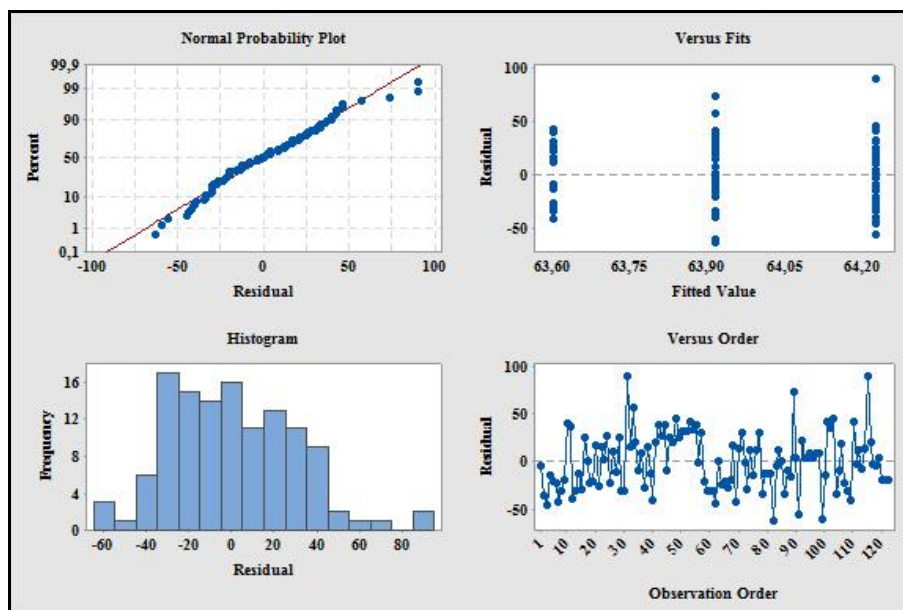 Normal Probability Plot
99,9
99
90
50
10
1
0,1
Percent
-100 -50 0 50 100
Residual
Versus Fits
100
50
0
-50
Residual
63,60 63,75 63,90 64,05 64,20
Fitted Value
Histogram
16
12
8
4
0
Frequency
-60 -40 -20 0 20 40 60 80
Residual
Versus Order
100
50
0
-50
Residual
1 10 20 30 40 50 60 70 80 90 100 110 120
Observation Order